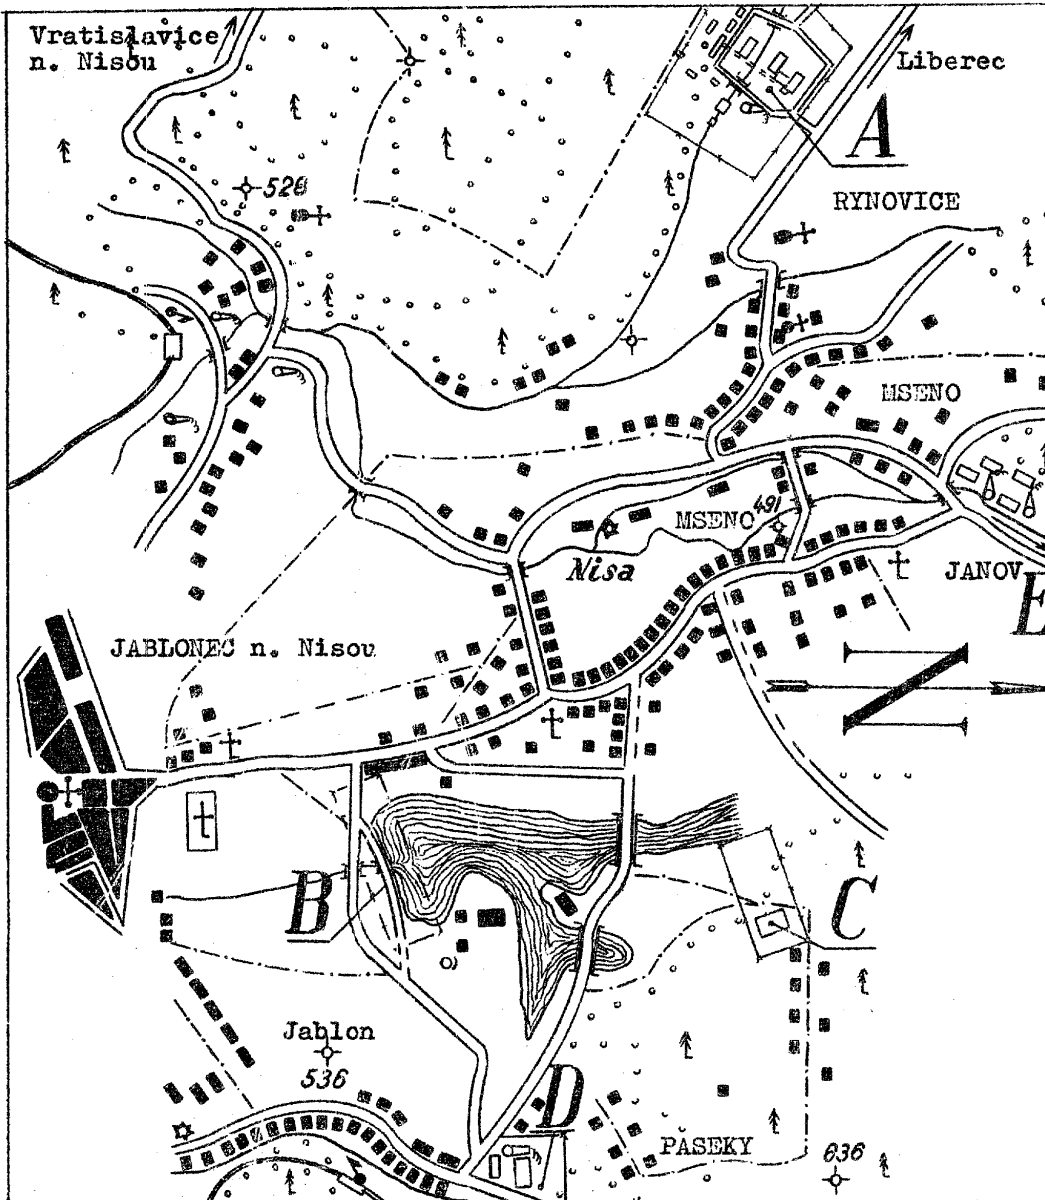 Vratislavice
n. Nisou
Liberec
A
528
RYNOVICE
MSENO
491
MSENO
Nisa
JANOV
E
JABLONEC n. Nisou
B
C
Jablon
536
D
PASEKY
636